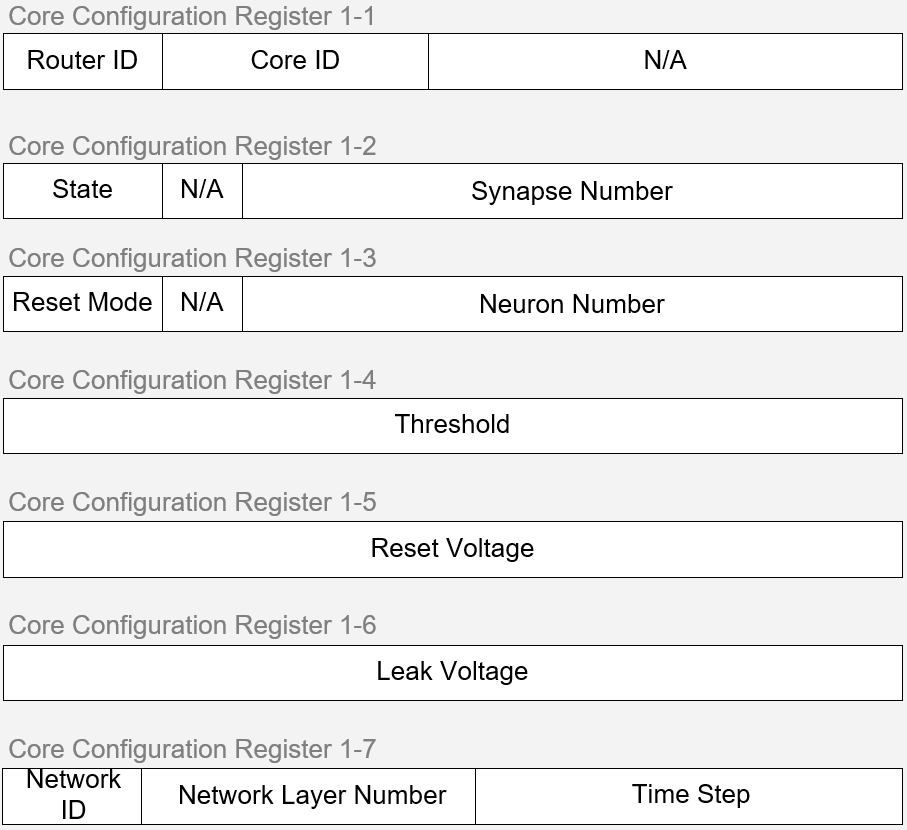 Core Configuration Register 1-1
Router ID Core ID N/A
Core Configuration Register 1-2
State N/A Synapse Number
Core Configuration Register 1-3
Reset Mode N/A Neuron Number
Core Configuration Register 1-4
Threshold
Core Configuration Register 1-5
Reset Voltage
Core Configuration Register 1-6
Leak Voltage
Core Configuration Register 1-7
Network
ID
Network Layer Number
Time Step